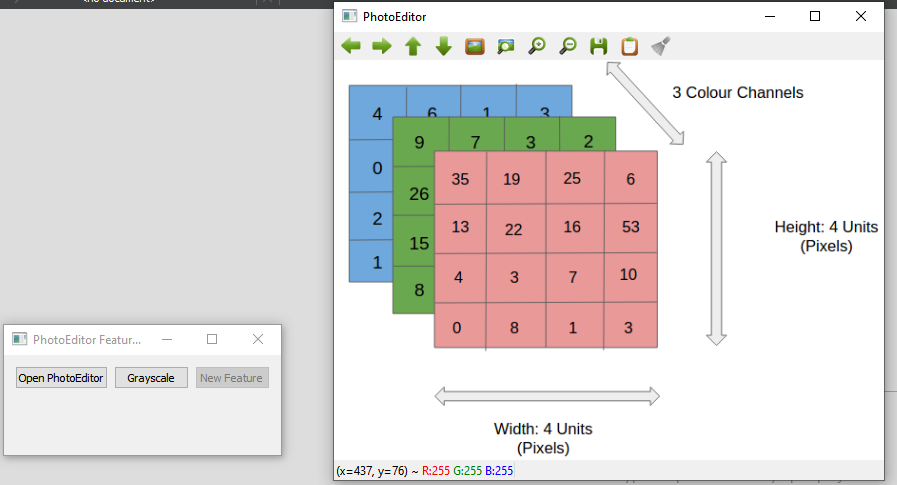 <no document>
PhotoEditor
3 Colour Channels
4 6 1 3
9 7 3 2
35 19 25 6
0
26
13 22 16 53
Height: 4 Units
(Pixels)
2
15
4 3 7 10
1
8
0 8 1 3
PhotoEditor Featur...
Open PhotoEditor Grayscale New Feature
Width: 4 Units
(Pixels)
(x=437, y=76) ~ R:255 G:255 B:255